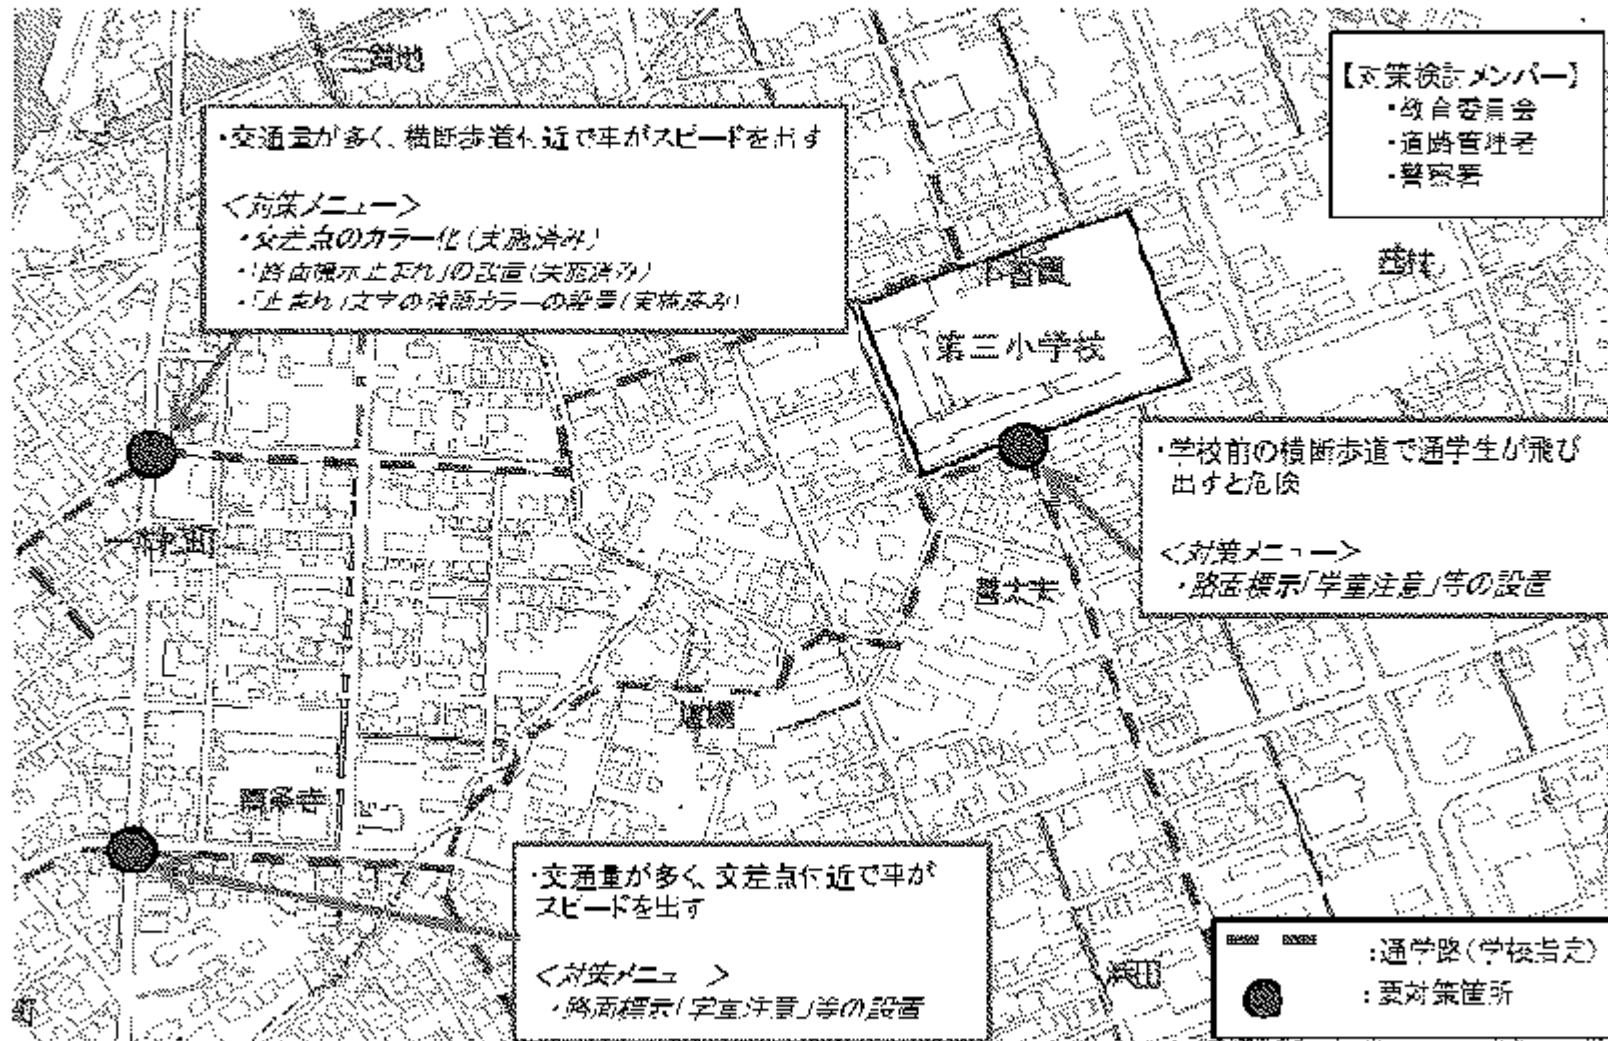 ・交通量が多く、横断歩道付近で車がスピードを出す
＜対策メニュー＞
・交差点のカラー化（実施済み）
・「路面標示止まれ」の設置（実施済み）
・「止まれ」文字の強調カラーの設置（実施済み）
【対策検討メンバー】
・教育委員会
・道路管理者
・警察署
第三小学校
・学校前の横断歩道で通学生が飛び
出すと危険
＜対策メニュー＞
・路面標示「学童注意」等の設置
・交通量が多く、交差点付近で車が
スピードを出す
＜対策メニュー＞
・路面標示「学童注意」等の設置
：通学路（学校指定）
：要対策箇所